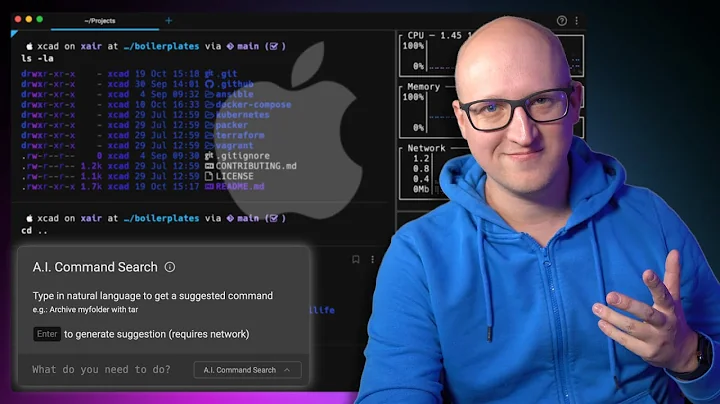 ~/Projects
xcad on xair at …/boilerplates via main (✓)
ls -la
drwxr-xr-x - xcad 19 Oct 15:18 .git
drwxr-xr-x - xcad 30 Sep 14:01 .github
drwxr-xr-x - xcad 4 Sep 09:32 ansible
drwxr-xr-x - xcad 10 Oct 16:33 docker-compose
drwxr-xr-x - xcad 29 Jul 12:59 kubernetes
drwxr-xr-x - xcad 29 Jul 12:59 packer
drwxr-xr-x - xcad 29 Jul 12:59 terraform
drwxr-xr-x - xcad 29 Jul 12:59 vagrant
.rw-r--r-- 0 xcad 4 Sep 09:30 .gitignore
.rw-r--r-- 1.2k xcad 29 Jul 12:59 CONTRIBUTING.md
.rw-r--r-- 1.1k xcad 29 Jul 12:59 LICENSE
.rwxr-xr-x 1.7k xcad 19 Oct 15:17 README.md
xcad on xair at …/boilerplates via main (✓)
cd ..
CPU — 1.45 1
100%
0%
Memory
100%
0%
Network
1.2
0.8
0.4
0Mb
A.I. Command Search
Type in natural language to get a suggested command
e.g.: Archive myfolder with tar
Enter to generate suggestion (requires network)
What do you need to do? A.I. Command Search